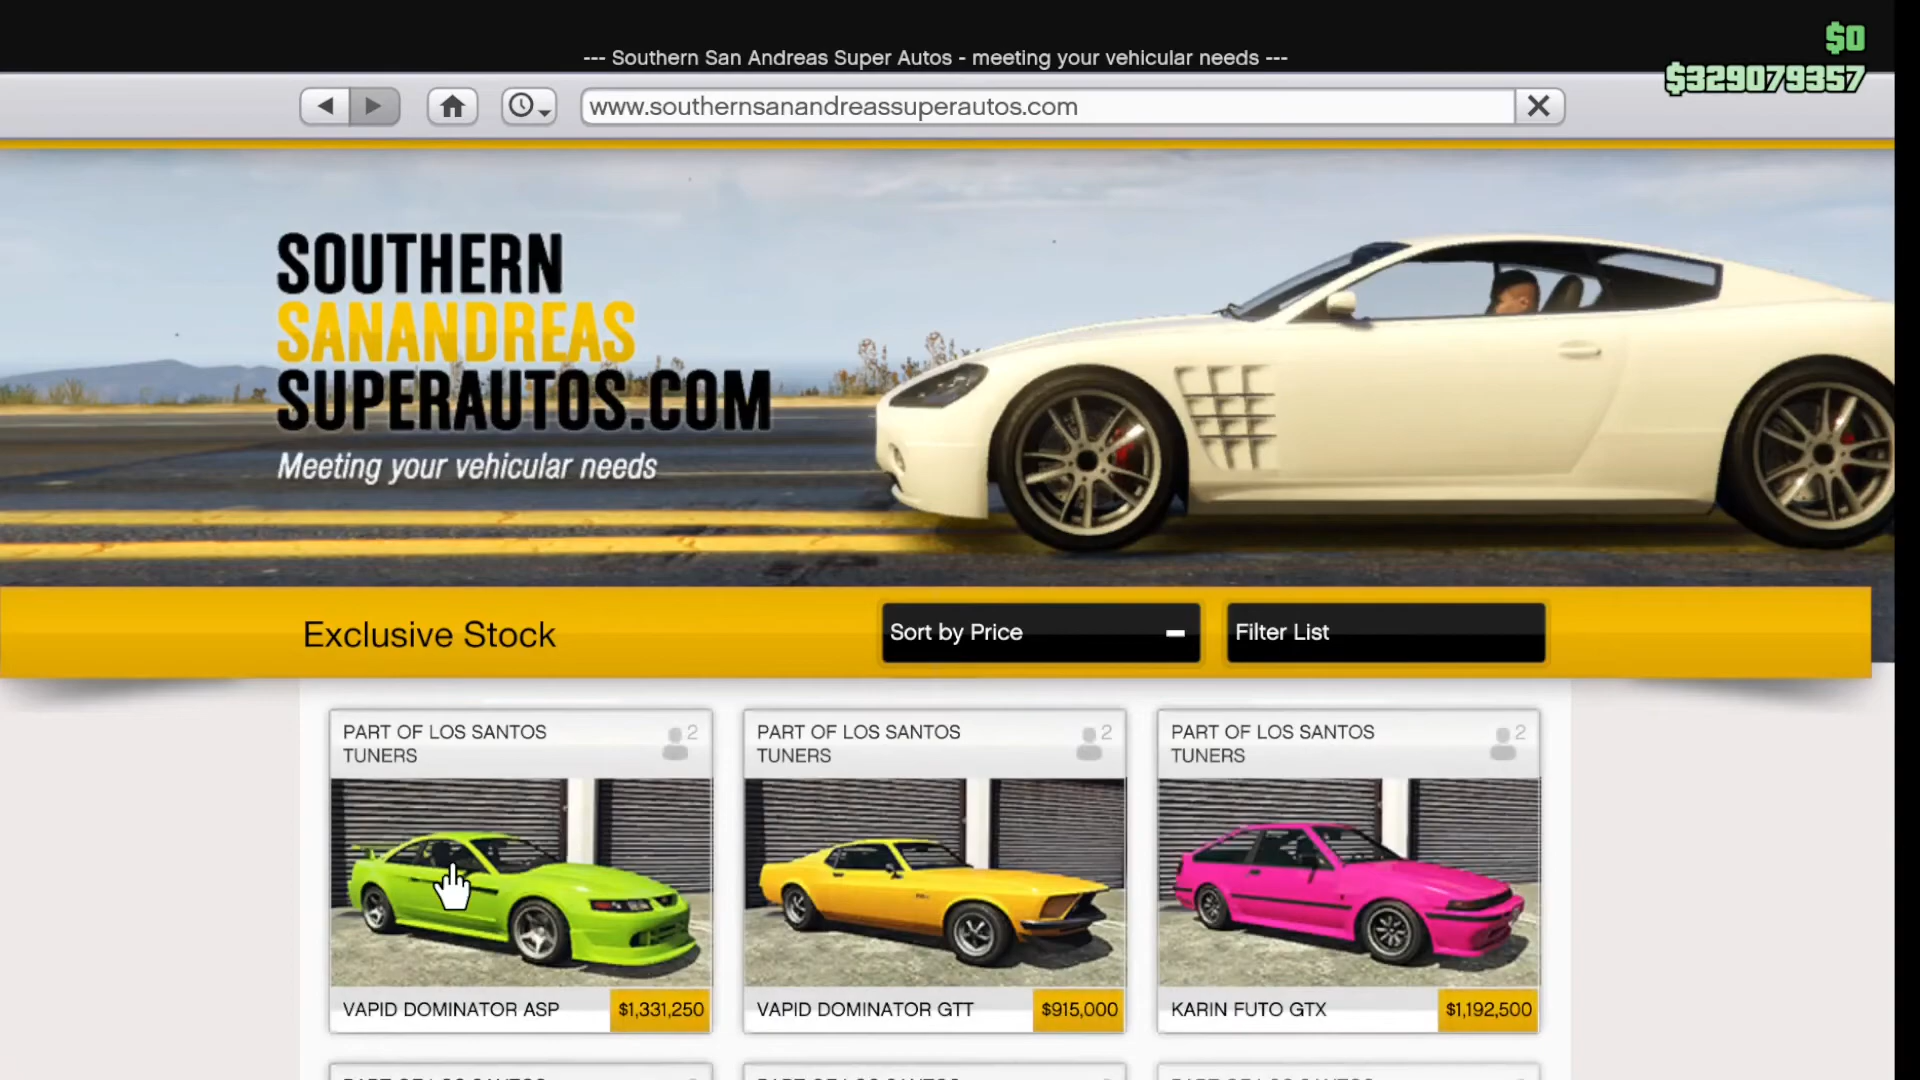 --- Southern San Andreas Super Autos - meeting your vehicular needs ---
$0
$329079357
www.southernsanandreassuperautos.com
SOUTHERN
SANANDREAS
SUPERAUTOS.COM
Meeting your vehicular needs
Exclusive Stock
Sort by Price
Filter List
PART OF LOS SANTOS
TUNERS
2
PART OF LOS SANTOS
TUNERS
2
PART OF LOS SANTOS
TUNERS
2
VAPID DOMINATOR ASP
$1,331,250
VAPID DOMINATOR GTT
$915,000
KARIN FUTO GTX
$1,192,500